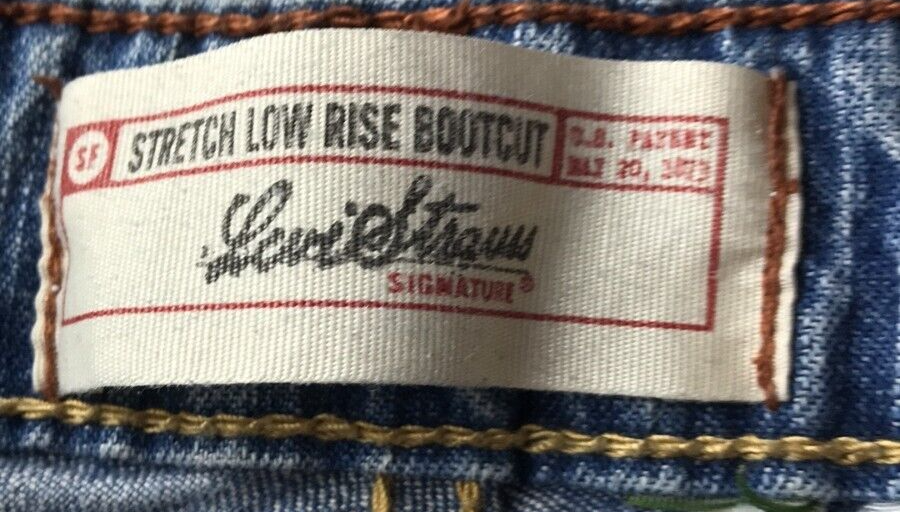 SF STRETCH LOW RISE BOOTCUT
U.S. PATENT
MAY 20, 1873
Levi Strauss
SIGNATURE®